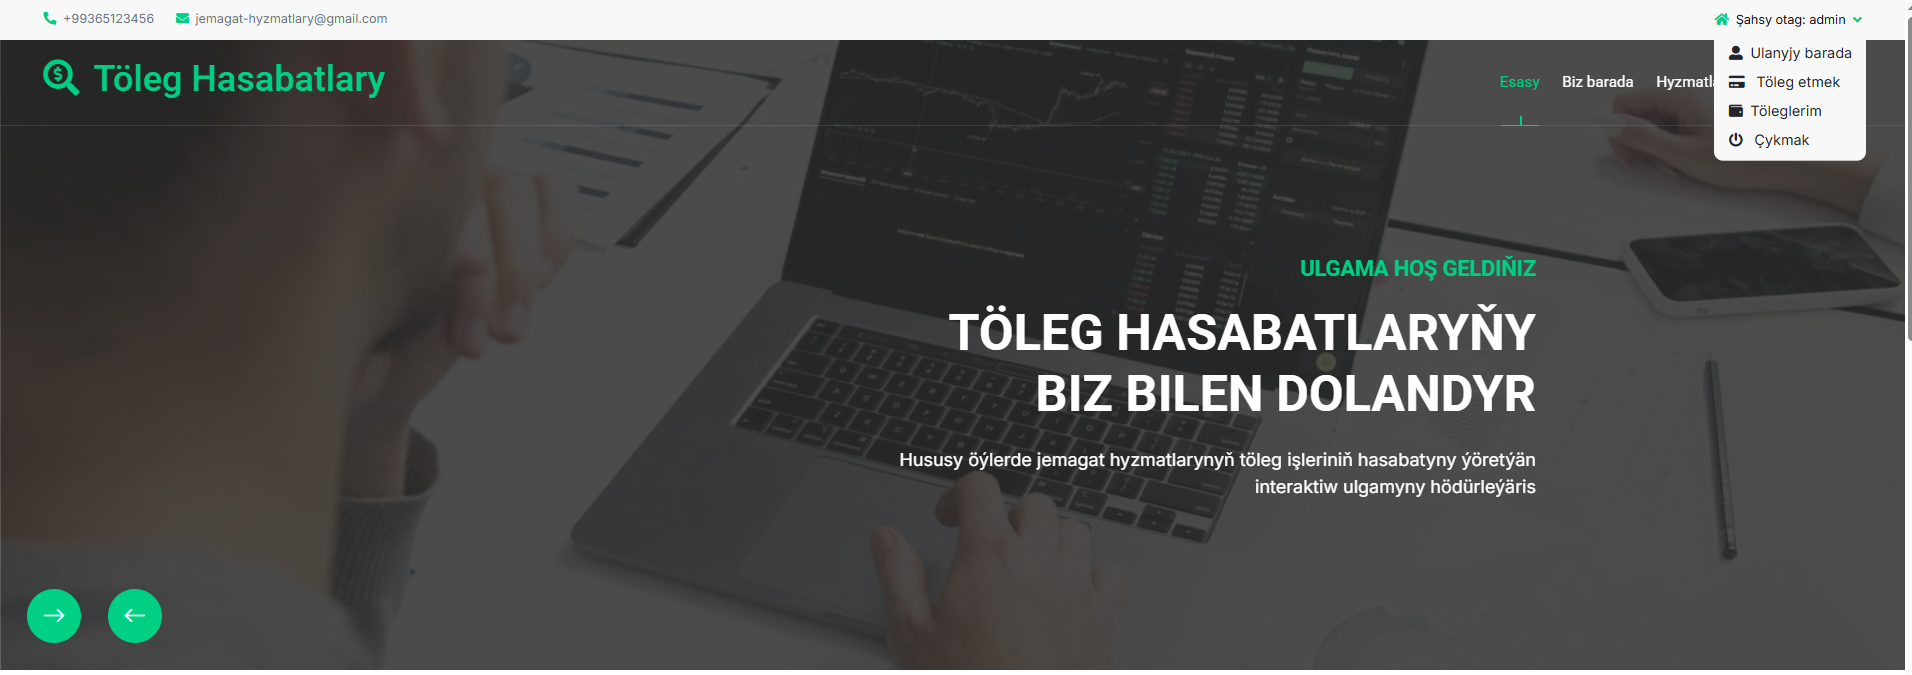 +99365123456 jemagat-hyzmatlary@gmail.com Şahsy otag: admin
Töleg Hasabatlary
Esasy Biz barada
Ulanyjy barada
Töleg etmek
Töleglerim
Çykmak
ULGAMA HOŞ GELDIŇIZ
TÖLEG HASABATLARYŇY
BIZ BILEN DOLANDYR
Hususy öýlerde jemagat hyzmatlarynyň töleg işleriniň hasabatyny ýöretýän
interaktiw ulgamyny hödürleýäris